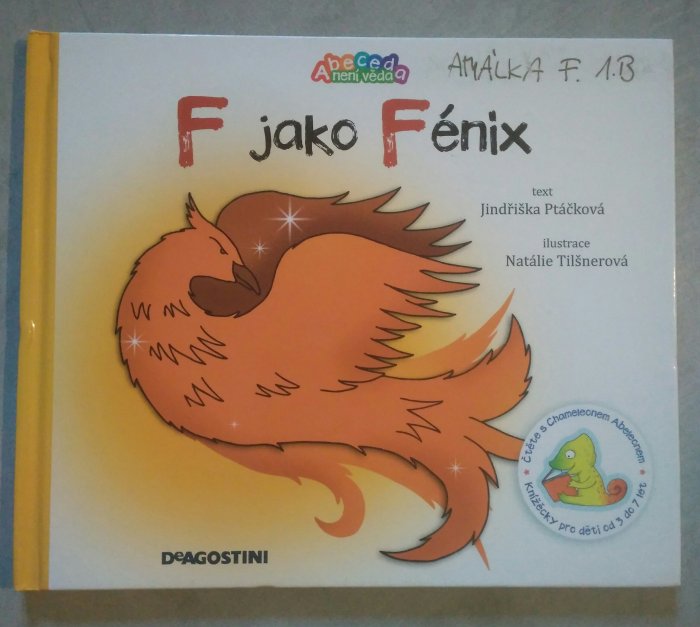 Abeceda
není věda
AMÁLKA F. 1.B
F jako Fénix
text
Jindřiška Ptáčková
ilustrace
Natálie Tilšnerová
Čtěte s Chameleonem Abeleonem
Knížečky pro děti od 3 do 7 let
DeAGOSTINI